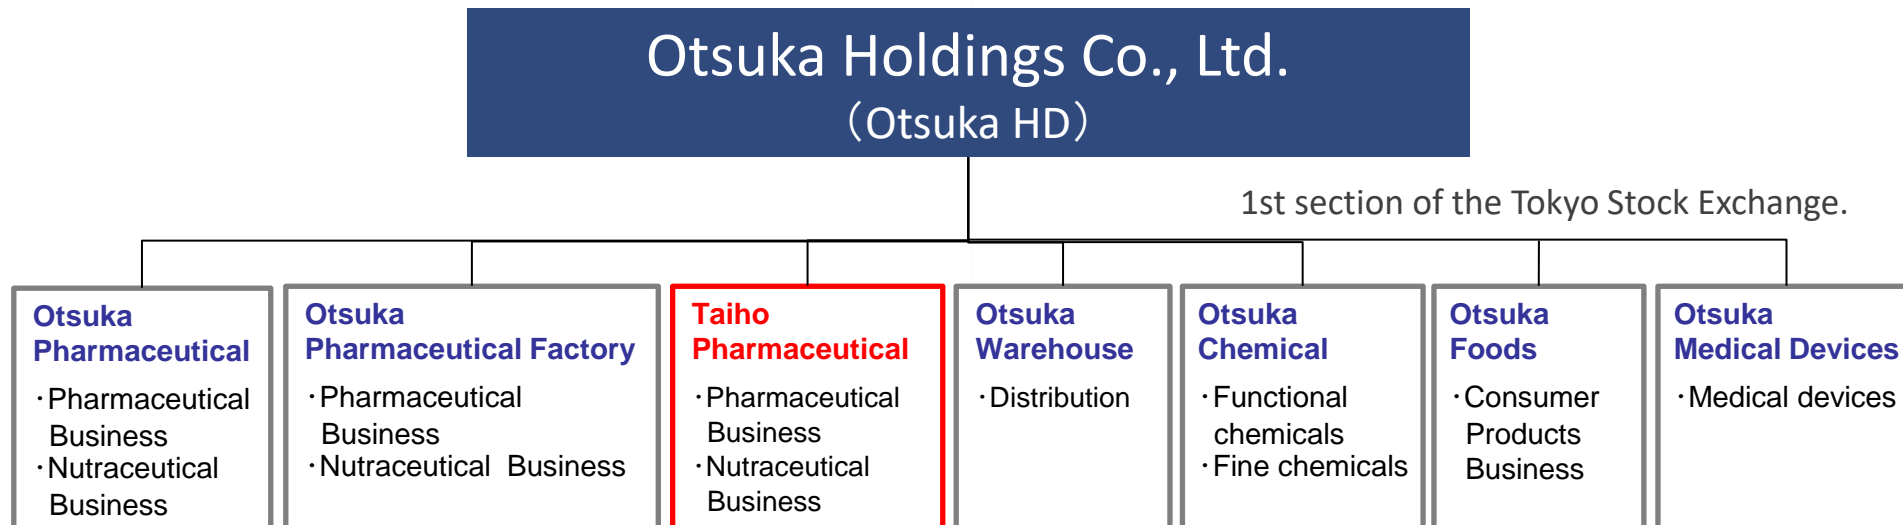 Otsuka Holdings Co., Ltd.
（Otsuka HD）
1st section of the Tokyo Stock Exchange.
Otsuka
Pharmaceutical
・Pharmaceutical
Business
・Nutraceutical
Business
Otsuka
Pharmaceutical Factory
・Pharmaceutical
Business
・Nutraceutical Business
Taiho
Pharmaceutical
・Pharmaceutical
Business
・Nutraceutical
Business
Otsuka
Warehouse
・Distribution
Otsuka
Chemical
・Functional
chemicals
・Fine chemicals
Otsuka
Foods
・Consumer
Products
Business
Otsuka
Medical Devices
・Medical devices